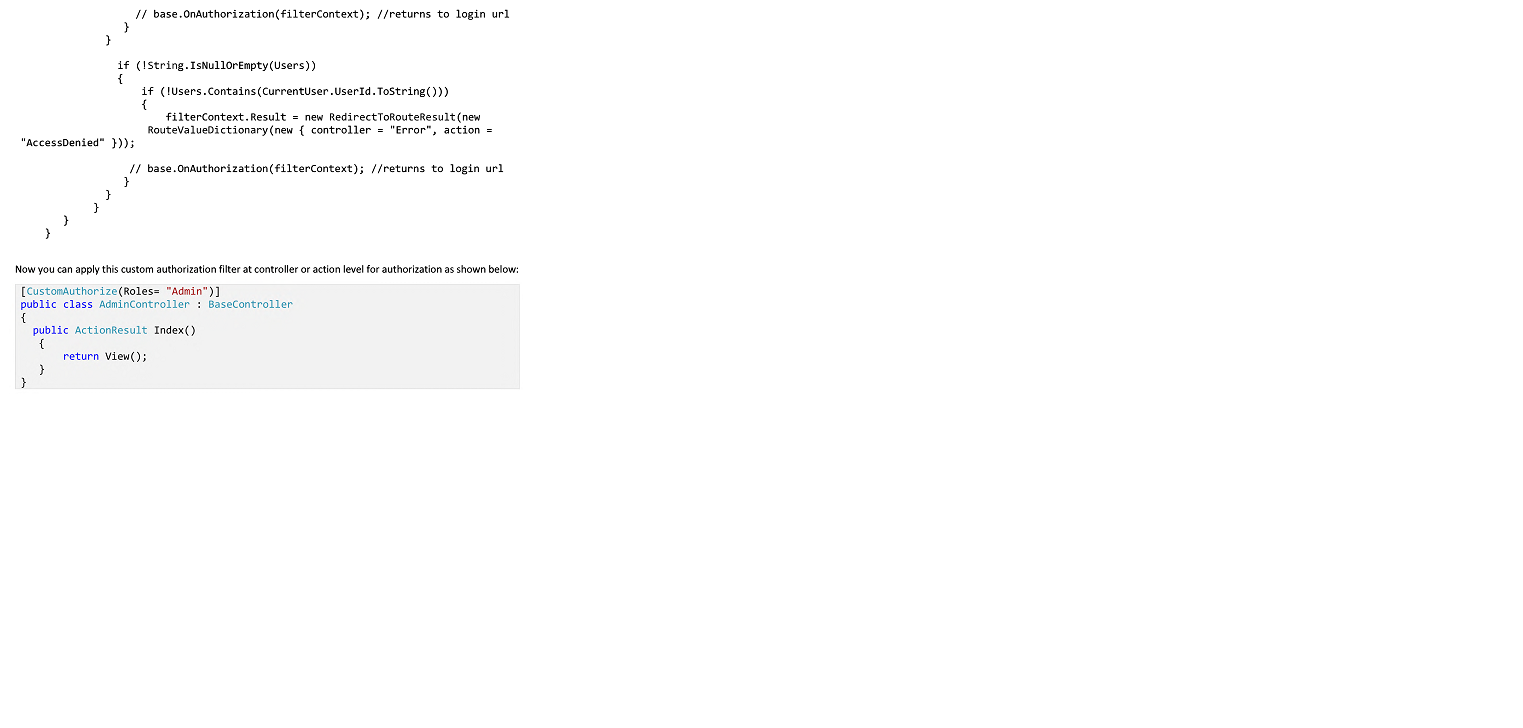 // base.OnAuthorization(filterContext); //returns to login url
}
}
if (!String.IsNullOrEmpty(Users))
{
if (!Users.Contains(CurrentUser.UserId.ToString()))
{
filterContext.Result = new RedirectToRouteResult(new
RouteValueDictionary(new { controller = "Error", action =
"AccessDenied" }));
// base.OnAuthorization(filterContext); //returns to login url
}
}
}
}
}
Now you can apply this custom authorization filter at controller or action level for authorization as shown below:
[CustomAuthorize(Roles= "Admin")]
public class AdminController : BaseController
{
public ActionResult Index()
{
return View();
}
}